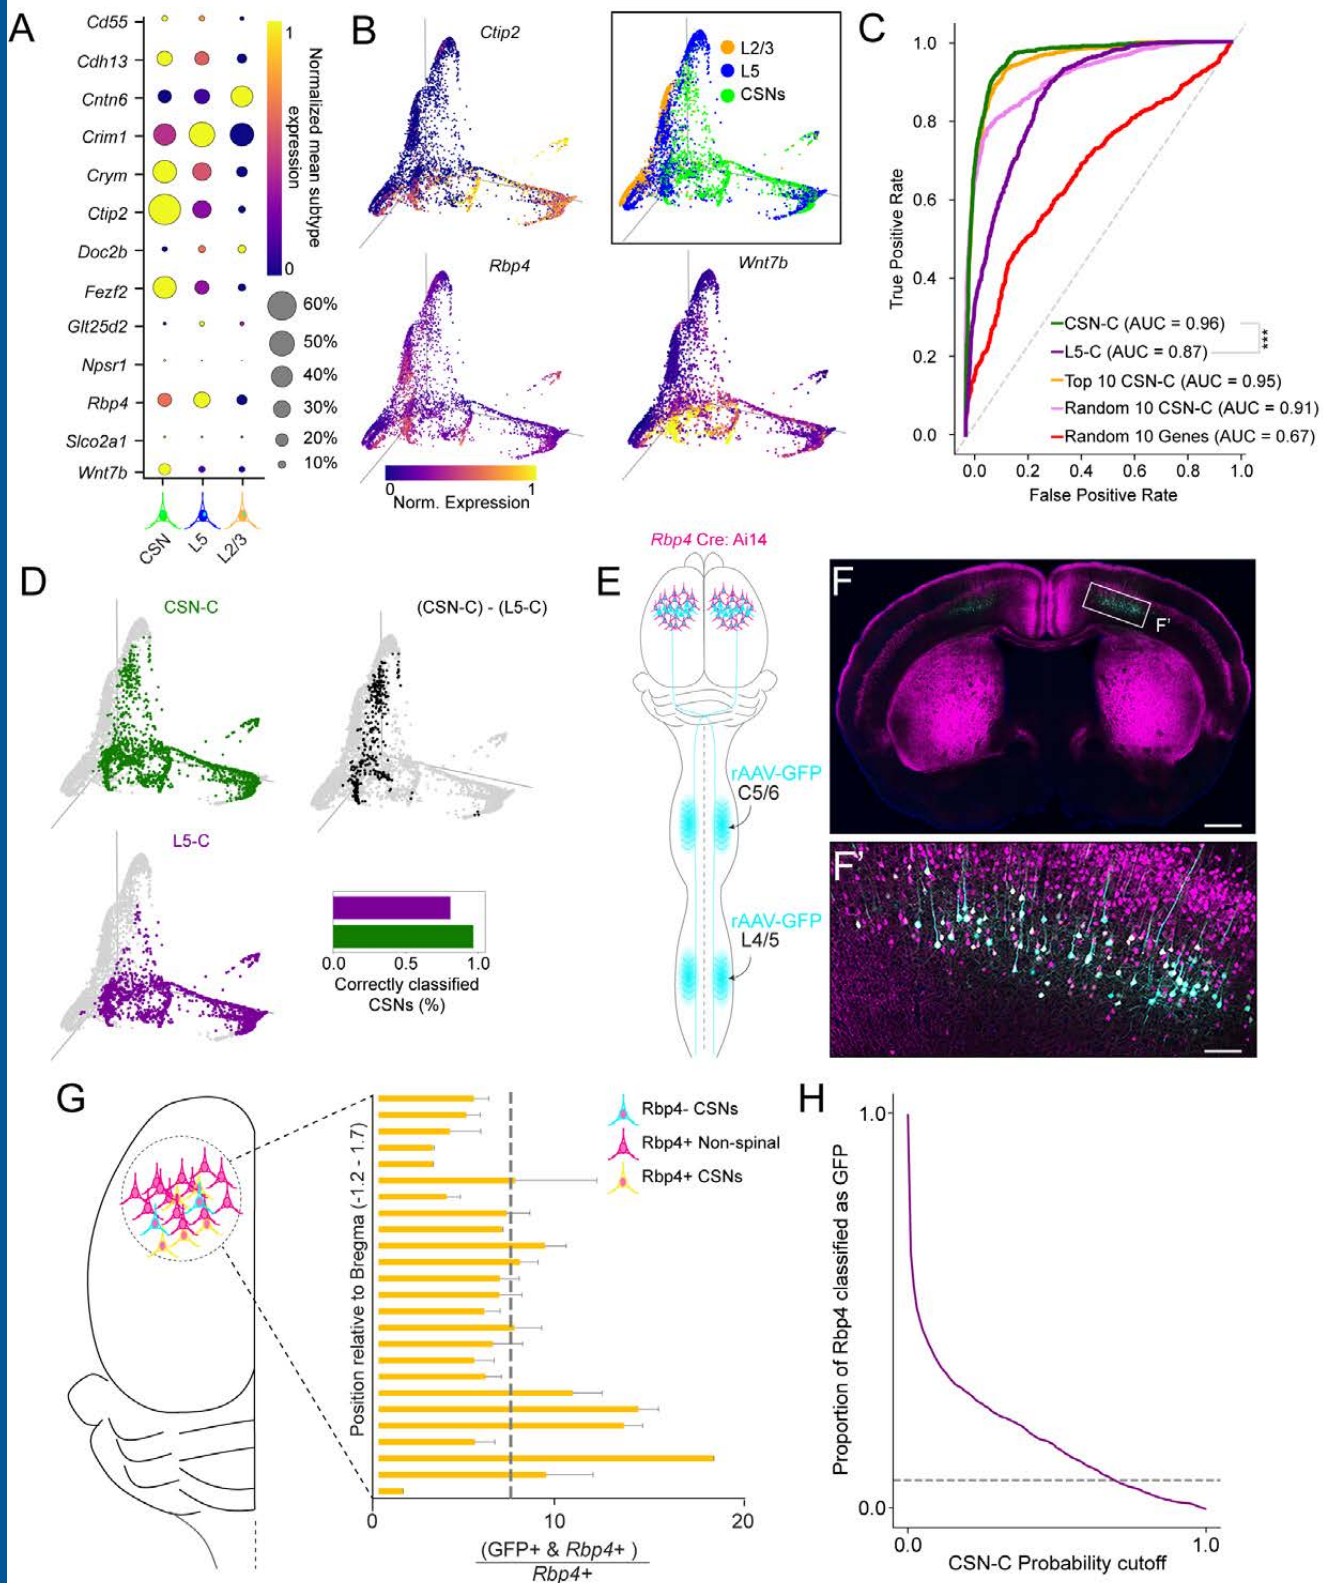 A
Cd55
Cdh13
Cntn6
Crim1
Crym
Ctip2
Doc2b
Fezf2
Glt25d2
Npsr1
Rbp4
Slco2a1
Wnt7b
CSN
L5
L2/3
1
0
Normalized mean subtype
expression
60%
50%
40%
30%
20%
10%
B
Ctip2
L2/3
L5
CSNs
Rbp4
Wnt7b
0
1
Norm. Expression
C
1.0
0.8
0.6
0.4
0.2
0.0
True Positive Rate
CSN-C (AUC = 0.96)
L5-C (AUC = 0.87)
***
Top 10 CSN-C (AUC = 0.95)
Random 10 CSN-C (AUC = 0.91)
Random 10 Genes (AUC = 0.67)
0.0 0.2 0.4 0.6 0.8 1.0
False Positive Rate
D
CSN-C
(CSN-C) - (L5-C)
L5-C
0.0 0.5 1.0
Correctly classified
CSNs (%)
E
Rbp4 Cre: Ai14
rAAV-GFP
C5/6
rAAV-GFP
L4/5
F
F'
F'
G
Position relative to Bregma (-1.2 - 1.7)
Rbp4- CSNs
Rbp4+ Non-spinal
Rbp4+ CSNs
0 10 20
(GFP+ & Rbp4+ )
Rbp4+
H
1.0
0.0
Proportion of Rbp4 classified as GFP
0.0 1.0
CSN-C Probability cutoff